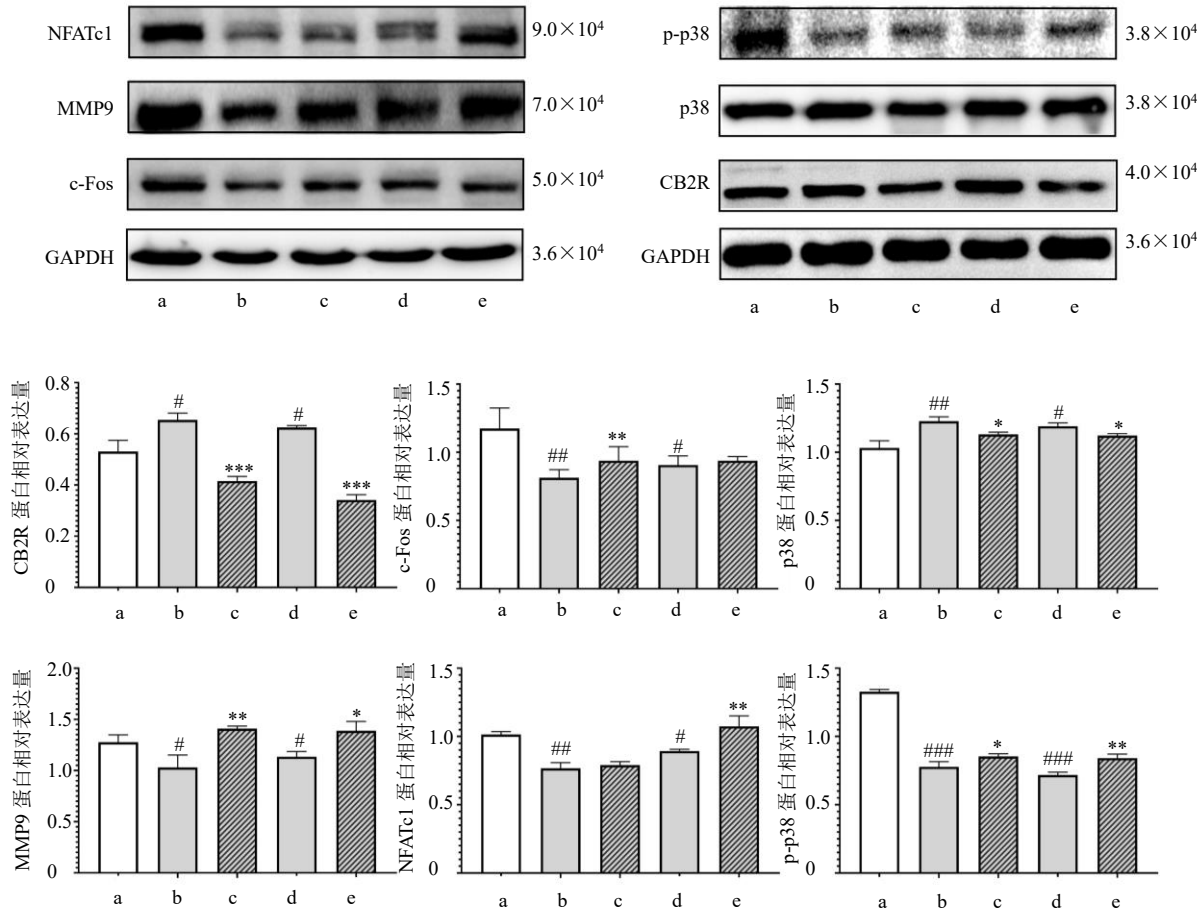 NFATc1 9.0×10⁴
MMP9 7.0×10⁴
c-Fos 5.0×10⁴
GAPDH 3.6×10⁴
a b c d e
p-p38 3.8×10⁴
p38 3.8×10⁴
CB2R 4.0×10⁴
GAPDH 3.6×10⁴
a b c d e
CB2R 蛋白相对表达量
0.8
0.6
0.4
0.2
0
# *** # ***
a b c d e
c-Fos 蛋白相对表达量
1.5
1.0
0.5
0
## ** #
a b c d e
p38 蛋白相对表达量
1.5
1.0
0.5
0
## * # *
a b c d e
MMP9 蛋白相对表达量
2.0
1.5
1.0
0.5
0
# ** # *
a b c d e
NFATc1 蛋白相对表达量
1.5
1.0
0.5
0
## # **
a b c d e
p-p38 蛋白相对表达量
1.5
1.0
0.5
0
### * ### **
a b c d e